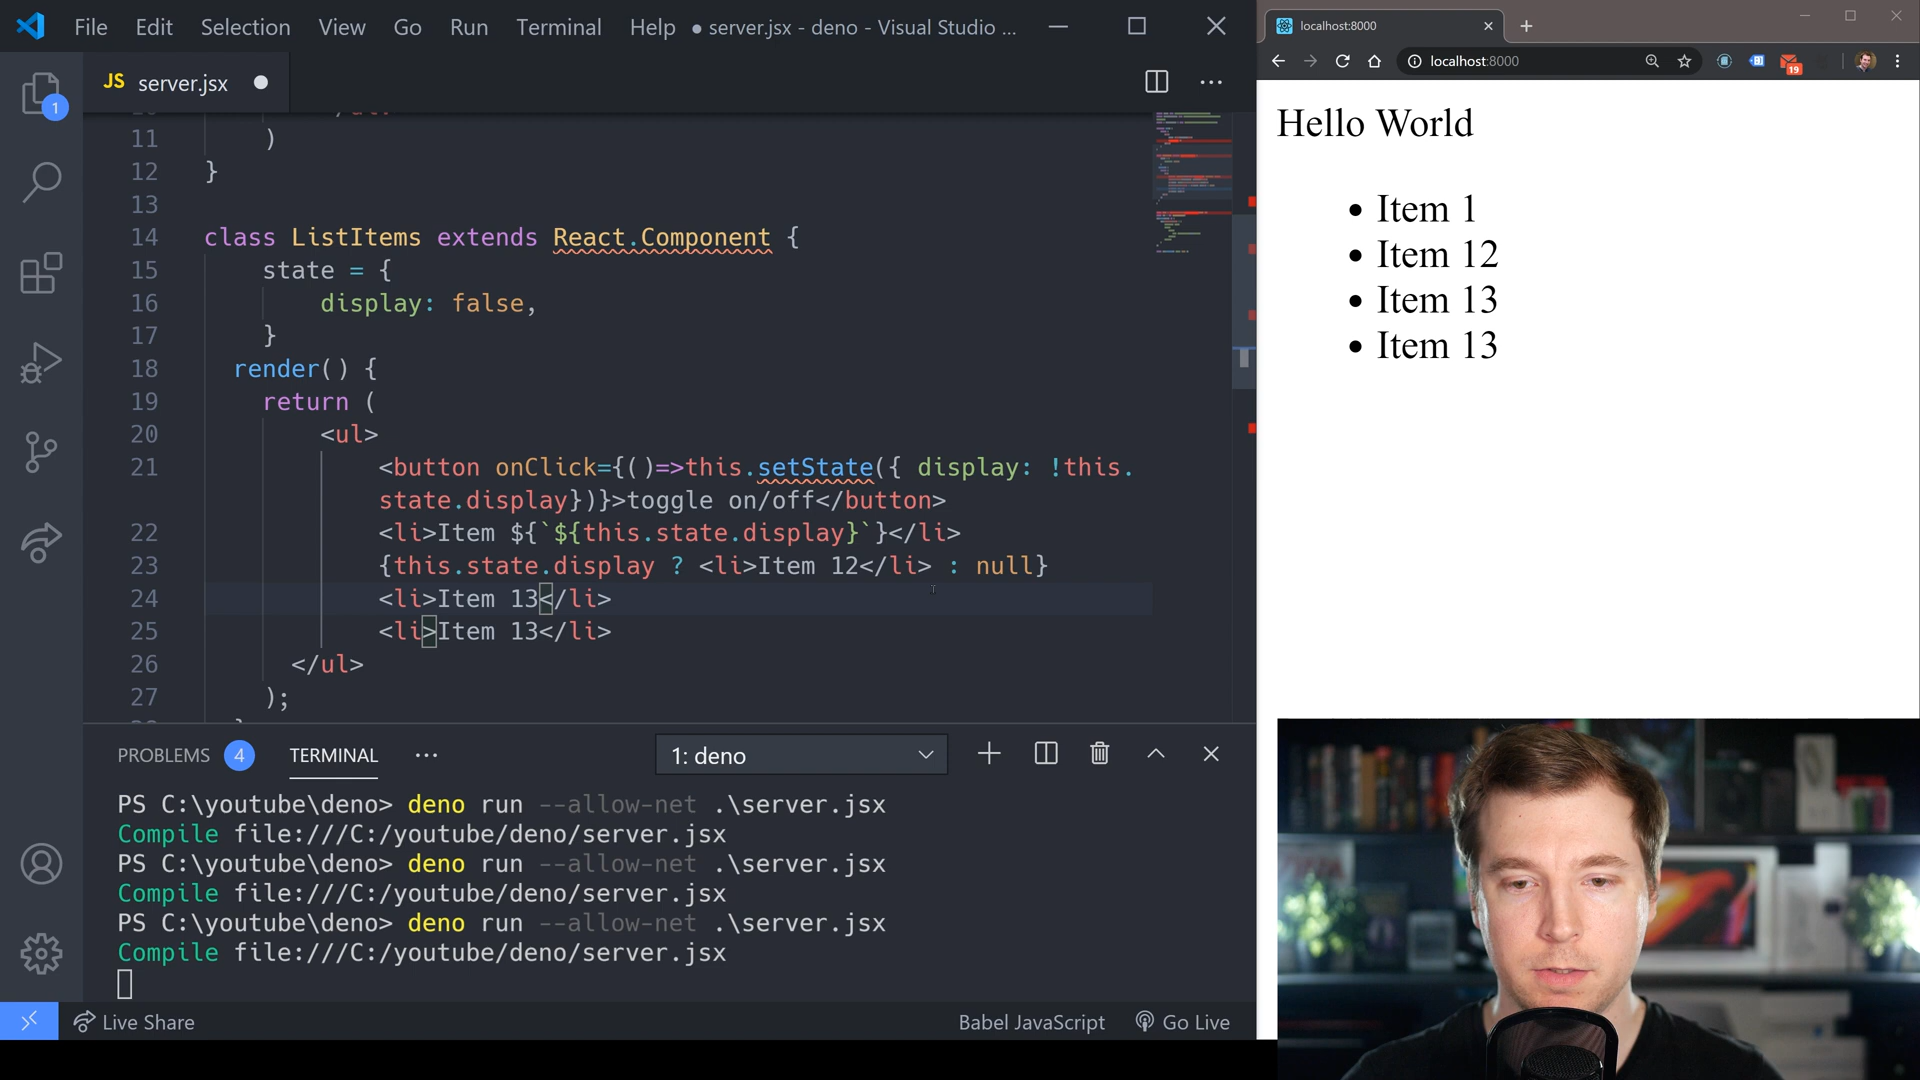 File Edit Selection View Go Run Terminal Help ● server.jsx - deno - Visual Studio ...
JS server.jsx ●
1
11 )
12 }
13
14 class ListItems extends React.Component {
15 state = {
16 display: false,
17 }
18 render() {
19 return (
20 <ul>
21 <button onClick={()=>this.setState({ display: !this.
state.display})}>toggle on/off</button>
22 <li>Item ${`${this.state.display}`}</li>
23 {this.state.display ? <li>Item 12</li> : null}
24 <li>Item 13</li>
25 <li>Item 13</li>
26 </ul>
27 );
PROBLEMS 4 TERMINAL ... 1: deno
PS C:\youtube\deno> deno run --allow-net .\server.jsx
Compile file:///C:/youtube/deno/server.jsx
PS C:\youtube\deno> deno run --allow-net .\server.jsx
Compile file:///C:/youtube/deno/server.jsx
PS C:\youtube\deno> deno run --allow-net .\server.jsx
Compile file:///C:/youtube/deno/server.jsx
Live Share Babel JavaScript Go Live
localhost:8000
localhost:8000
19
Hello World
• Item 1
• Item 12
• Item 13
• Item 13